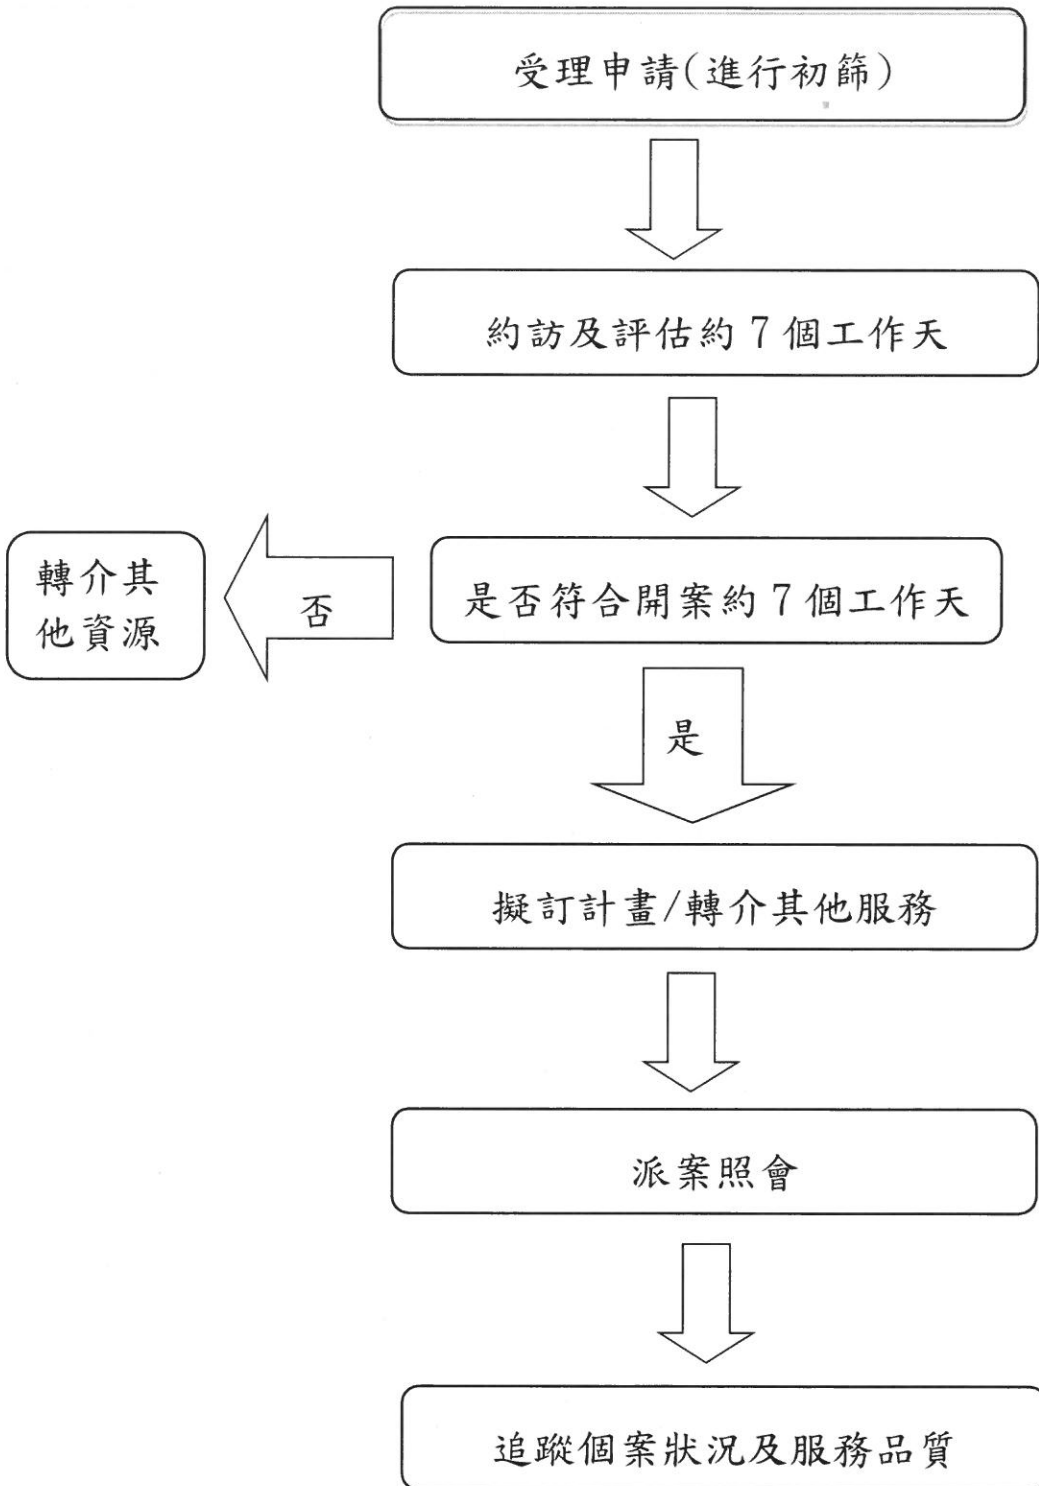 受理申請(進行初篩)
約訪及評估約 7 個工作天
轉介其
他資源
否
是否符合開案約 7 個工作天
是
擬訂計畫/轉介其他服務
派案照會
追蹤個案狀況及服務品質